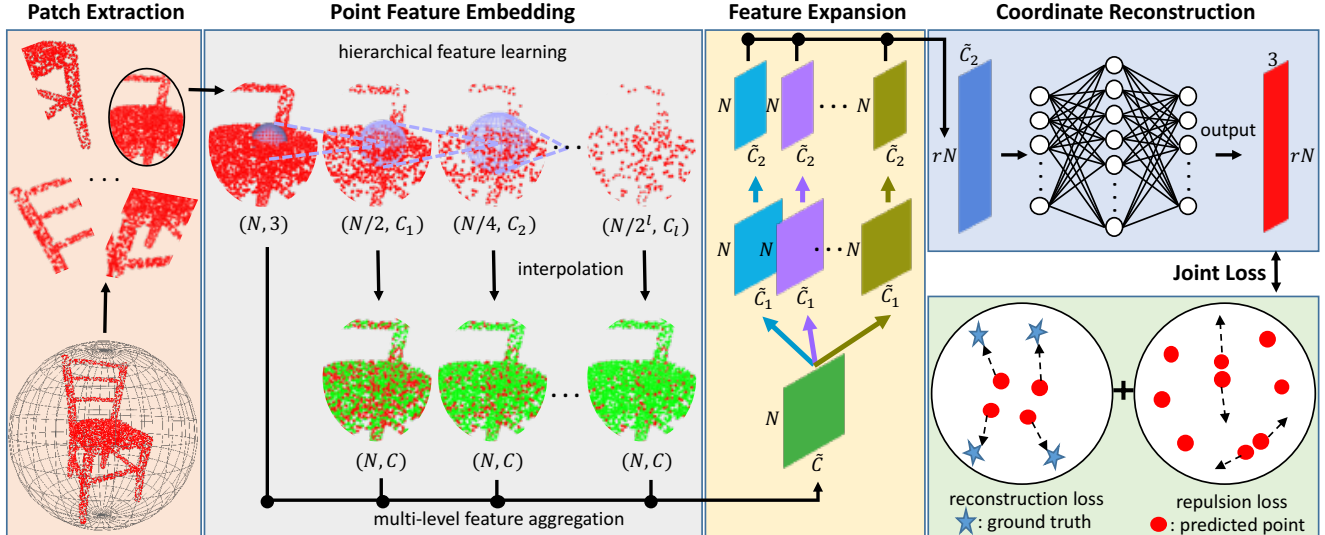 Patch Extraction
Point Feature Embedding
Feature Expansion
Coordinate Reconstruction
hierarchical feature learning
(N, 3)
(N/2, C₁)
(N/4, C₂)
(N/2ˡ, Cₗ)
interpolation
(N, C)
(N, C)
(N, C)
multi-level feature aggregation
N
N
N
C̃₂
C̃₂
C̃₂
N
N
N
C̃₁
C̃₁
C̃₁
N
C̃
C̃₂
rN
output
3
rN
Joint Loss
reconstruction loss
: ground truth
repulsion loss
: predicted point